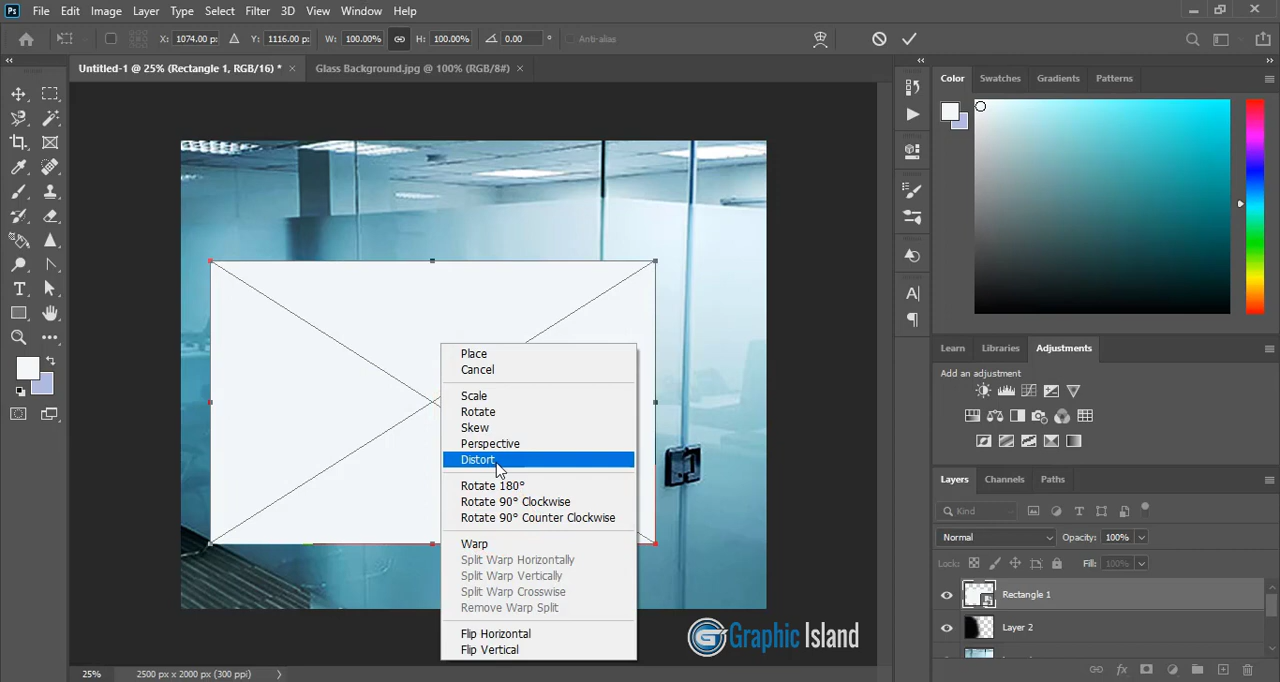 Ps File Edit Image Layer Type Select Filter 3D View Window Help
X: 1074.00 p: Y: 1116.00 p: W: 100.00% H: 100.00% 0.00 ° Anti-alias
Untitled-1 @ 25% (Rectangle 1, RGB/16) * × Glass Background.jpg @ 100% (RGB/8#) ×
Color Swatches Gradients Patterns
Place
Cancel
Scale
Rotate
Skew
Perspective
Distort
Rotate 180°
Rotate 90° Clockwise
Rotate 90° Counter Clockwise
Warp
Split Warp Horizontally
Split Warp Vertically
Split Warp Crosswise
Remove Warp Split
Flip Horizontal
Flip Vertical
Learn Libraries Adjustments
Add an adjustment
Layers Channels Paths
Kind
Normal Opacity: 100%
Lock: Fill: 100%
Rectangle 1
Layer 2
Graphic Island
25% 2500 px x 2000 px (300 ppi)